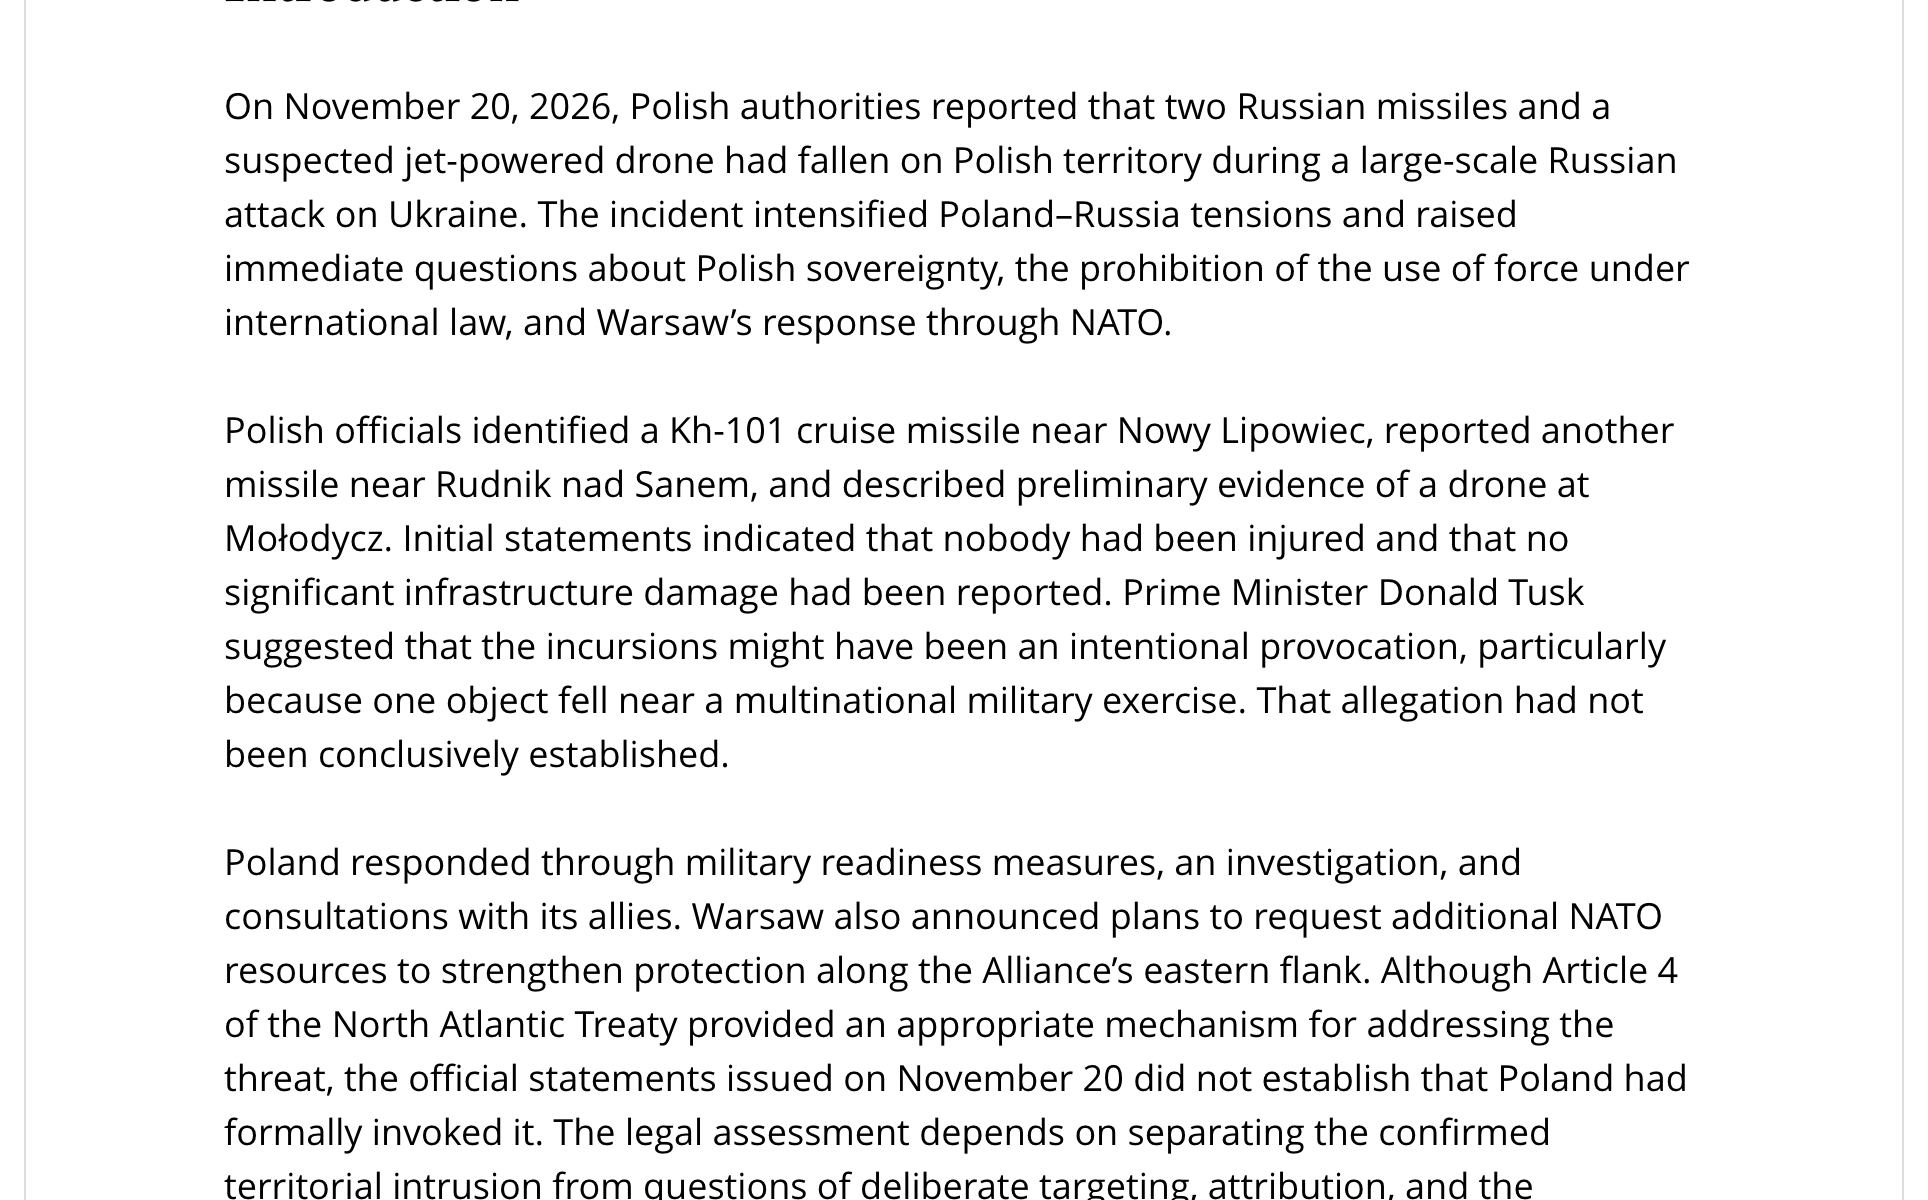 Introduction
On November 20, 2026, Polish authorities reported that two Russian missiles and a
suspected jet-powered drone had fallen on Polish territory during a large-scale Russian
attack on Ukraine. The incident intensified Poland–Russia tensions and raised
immediate questions about Polish sovereignty, the prohibition of the use of force under
international law, and Warsaw’s response through NATO.
Polish officials identified a Kh-101 cruise missile near Nowy Lipowiec, reported another
missile near Rudnik nad Sanem, and described preliminary evidence of a drone at
Mołodycz. Initial statements indicated that nobody had been injured and that no
significant infrastructure damage had been reported. Prime Minister Donald Tusk
suggested that the incursions might have been an intentional provocation, particularly
because one object fell near a multinational military exercise. That allegation had not
been conclusively established.
Poland responded through military readiness measures, an investigation, and
consultations with its allies. Warsaw also announced plans to request additional NATO
resources to strengthen protection along the Alliance’s eastern flank. Although Article 4
of the North Atlantic Treaty provided an appropriate mechanism for addressing the
threat, the official statements issued on November 20 did not establish that Poland had
formally invoked it. The legal assessment depends on separating the confirmed
territorial intrusion from questions of deliberate targeting, attribution, and the